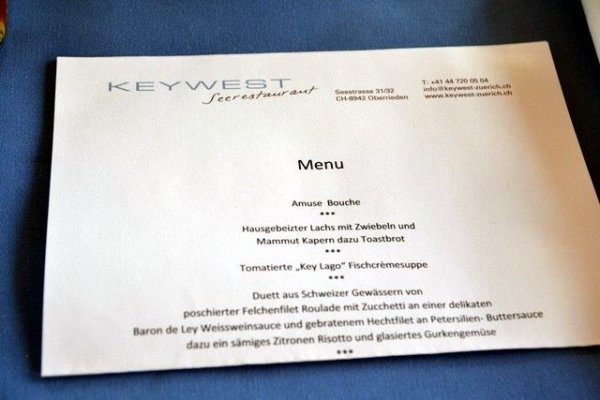 KEYWEST
Seerestaurant
Seestrasse 31/32
CH-8942 Oberrieden
T: +41 44 720 05 04
info@keywest-zuerich.ch
www.keywest-zuerich.ch
Menu
Amuse Bouche
***
Hausgebeizter Lachs mit Zwiebeln und
Mammut Kapern dazu Toastbrot
***
Tomatierte „Key Lago" Fischcrèmesuppe
***
Duett aus Schweizer Gewässern von
poschierter Felchenfilet Roulade mit Zucchetti an einer delikaten
Baron de Ley Weissweinsauce und gebratenem Hechtfilet an Petersilien- Buttersauce
dazu ein sämiges Zitronen Risotto und glasiertes Gurkengemüse
***